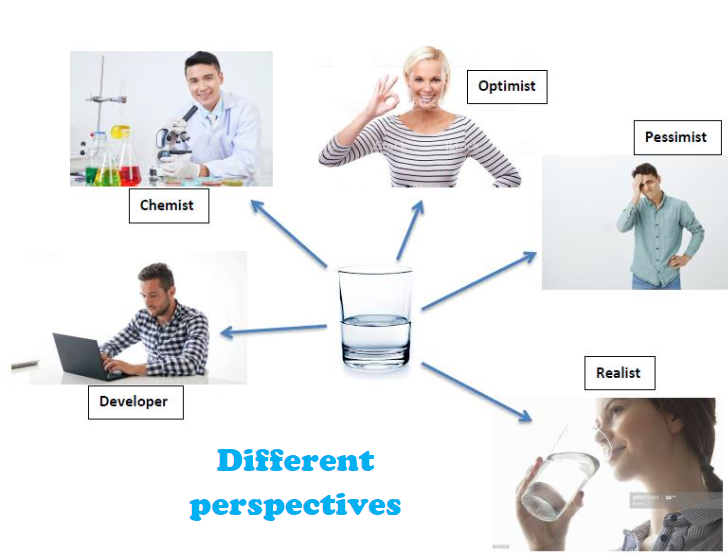 Optimist
Pessimist
Chemist
Realist
Developer
Different
perspectives